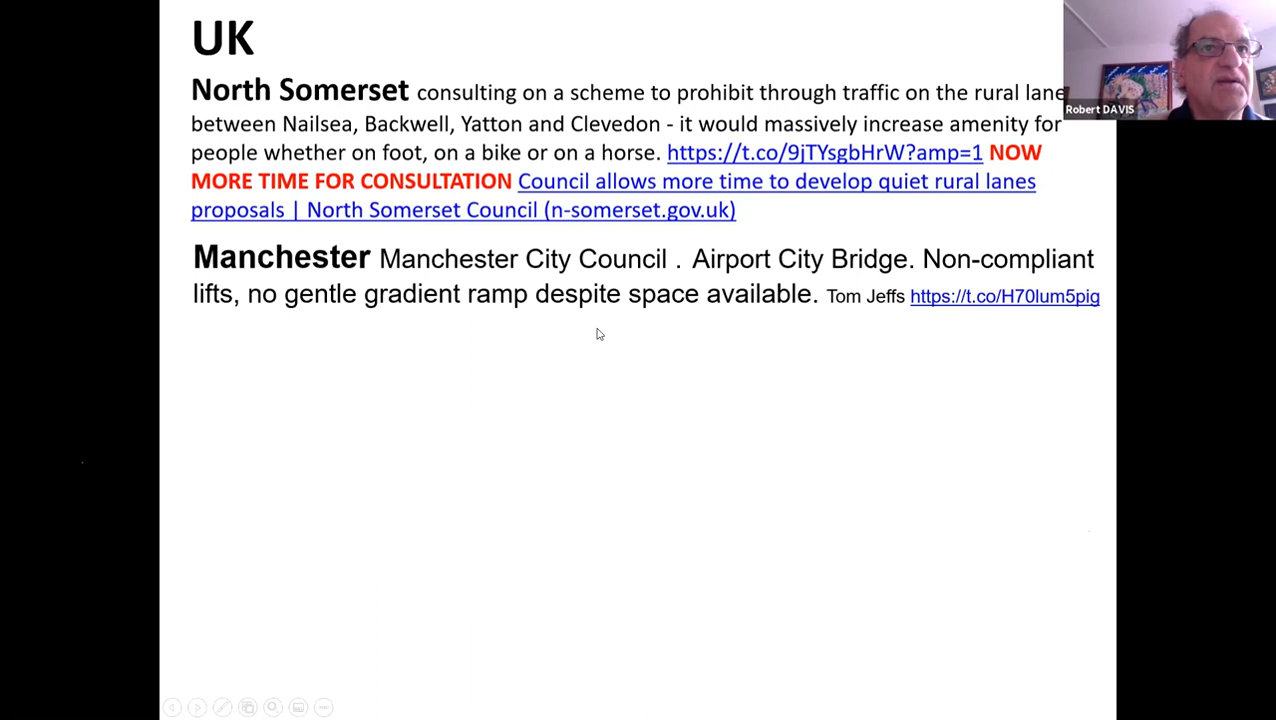 UK
North Somerset consulting on a scheme to prohibit through traffic on the rural lane
between Nailsea, Backwell, Yatton and Clevedon - it would massively increase amenity for
people whether on foot, on a bike or on a horse. https://t.co/9jTYsgbHrW?amp=1 NOW
MORE TIME FOR CONSULTATION Council allows more time to develop quiet rural lanes
proposals | North Somerset Council (n-somerset.gov.uk)
Manchester Manchester City Council . Airport City Bridge. Non-compliant
lifts, no gentle gradient ramp despite space available. Tom Jeffs https://t.co/H70lum5pig
Robert DAVIS